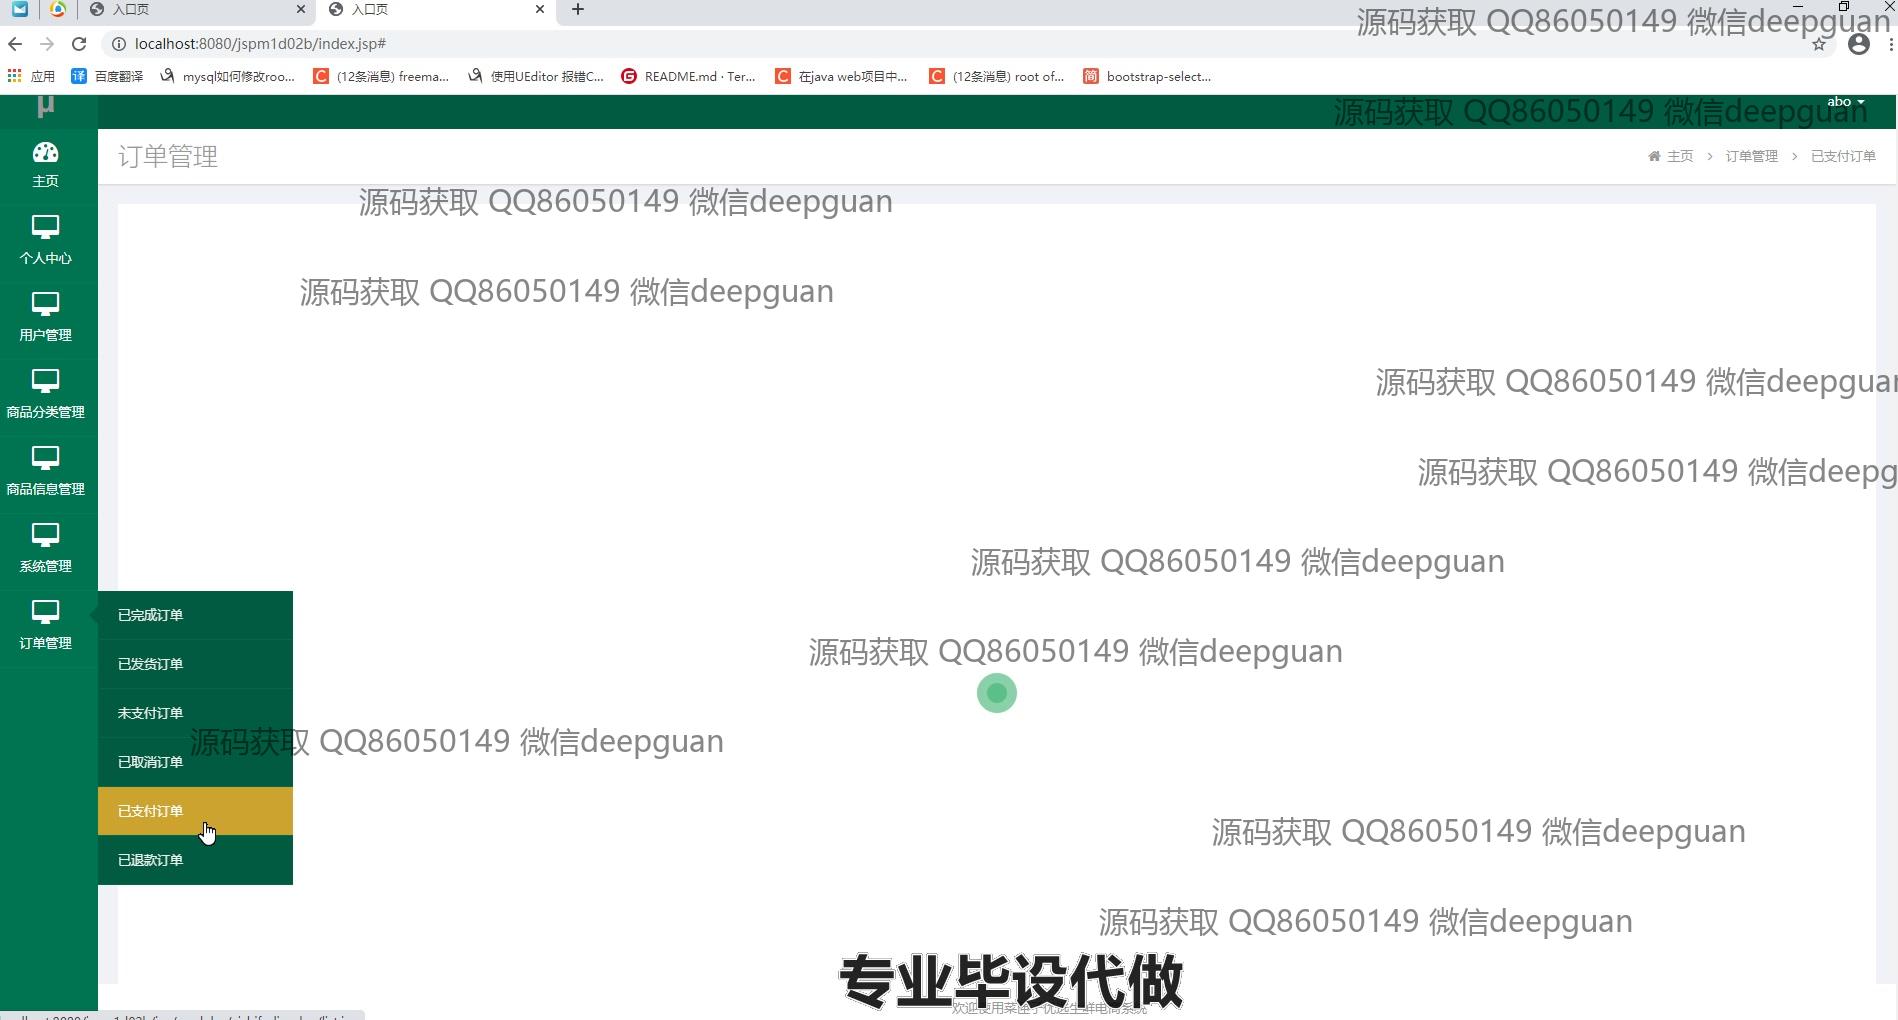 入口页
入口页
源码获取 QQ86050149 微信deepguan
localhost:8080/jspm1d02b/index.jsp#
应用
百度翻译
mysql如何修改roo...
(12条消息) freema...
使用UEditor 报错C...
README.md · Ter...
在java web项目中...
(12条消息) root of...
bootstrap-select...
μ
源码获取 QQ86050149 微信deepguan
abo
订单管理
主页 > 订单管理 > 已支付订单
主页
源码获取 QQ86050149 微信deepguan
个人中心
源码获取 QQ86050149 微信deepguan
用户管理
源码获取 QQ86050149 微信deepguan
商品分类管理
源码获取 QQ86050149 微信deepg
商品信息管理
源码获取 QQ86050149 微信deepguan
系统管理
已完成订单
订单管理
源码获取 QQ86050149 微信deepguan
已发货订单
未支付订单
源码获取 QQ86050149 微信deepguan
已取消订单
已支付订单
源码获取 QQ86050149 微信deepguan
已退款订单
源码获取 QQ86050149 微信deepguan
专业毕设代做